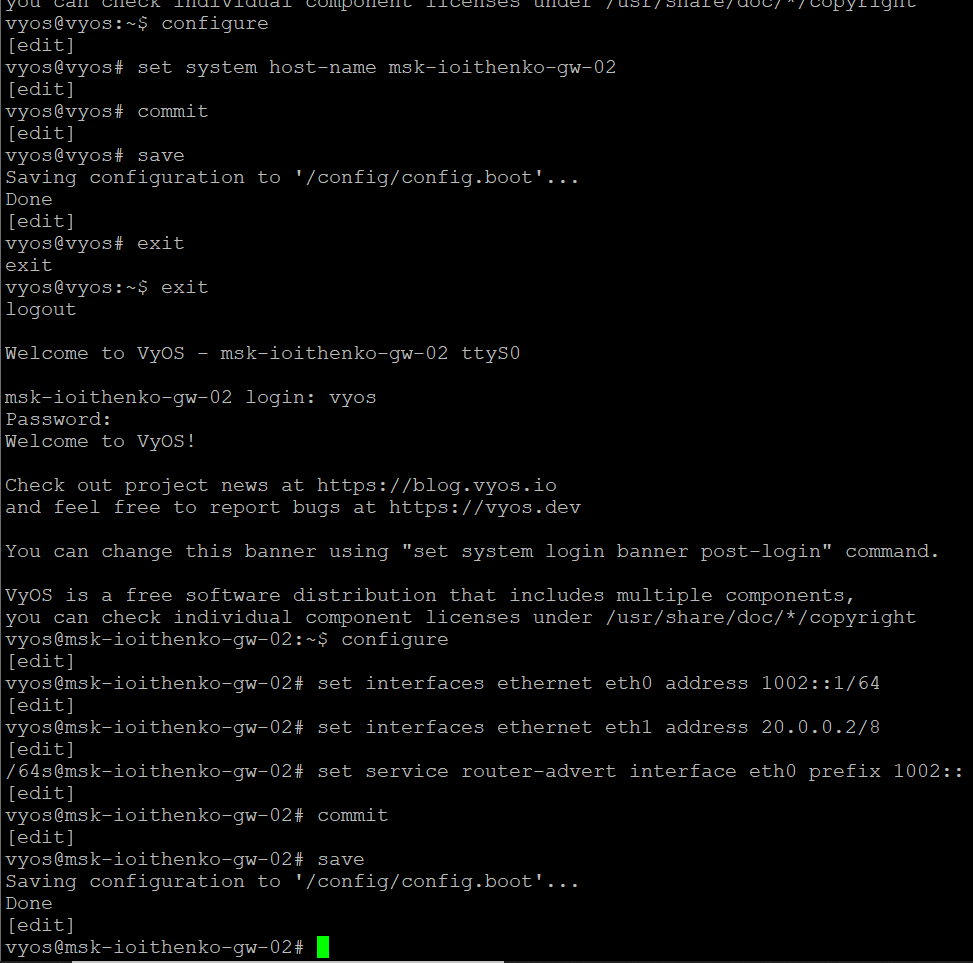 you can check individual component licenses under /usr/share/doc/*/copyright
vyos@vyos:~$ configure
[edit]
vyos@vyos# set system host-name msk-ioithenko-gw-02
[edit]
vyos@vyos# commit
[edit]
vyos@vyos# save
Saving configuration to '/config/config.boot'...
Done
[edit]
vyos@vyos# exit
exit
vyos@vyos:~$ exit
logout
Welcome to VyOS - msk-ioithenko-gw-02 ttyS0
msk-ioithenko-gw-02 login: vyos
Password:
Welcome to VyOS!
Check out project news at https://blog.vyos.io
and feel free to report bugs at https://vyos.dev
You can change this banner using "set system login banner post-login" command.
VyOS is a free software distribution that includes multiple components,
you can check individual component licenses under /usr/share/doc/*/copyright
vyos@msk-ioithenko-gw-02:~$ configure
[edit]
vyos@msk-ioithenko-gw-02# set interfaces ethernet eth0 address 1002::1/64
[edit]
vyos@msk-ioithenko-gw-02# set interfaces ethernet eth1 address 20.0.0.2/8
[edit]
/64s@msk-ioithenko-gw-02# set service router-advert interface eth0 prefix 1002::
[edit]
vyos@msk-ioithenko-gw-02# commit
[edit]
vyos@msk-ioithenko-gw-02# save
Saving configuration to '/config/config.boot'...
Done
[edit]
vyos@msk-ioithenko-gw-02#